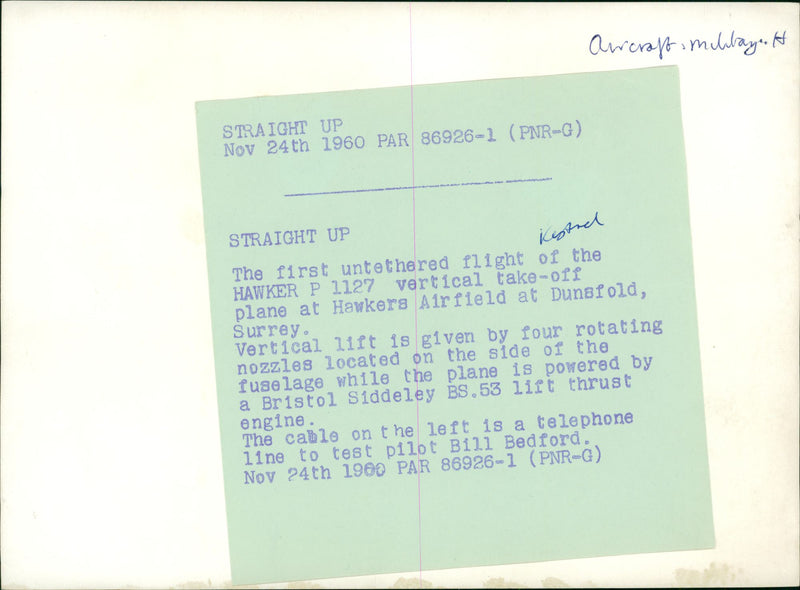 Aircraft: military. H
STRAIGHT UP
Nov 24th 1960 PAR 86926-1 (PNR-G)
STRAIGHT UP
Kestrel
The first untethered flight of the
HAWKER P 1127 vertical take-off
plane at Hawkers Airfield at Dunsfold,
Surrey.
Vertical lift is given by four rotating
nozzles located on the side of the
fuselage while the plane is powered by
a Bristol Siddeley BS.53 lift thrust
engine.
The cable on the left is a telephone
line to test pilot Bill Bedford.
Nov 24th 1960 PAR 86926-1 (PNR-G)